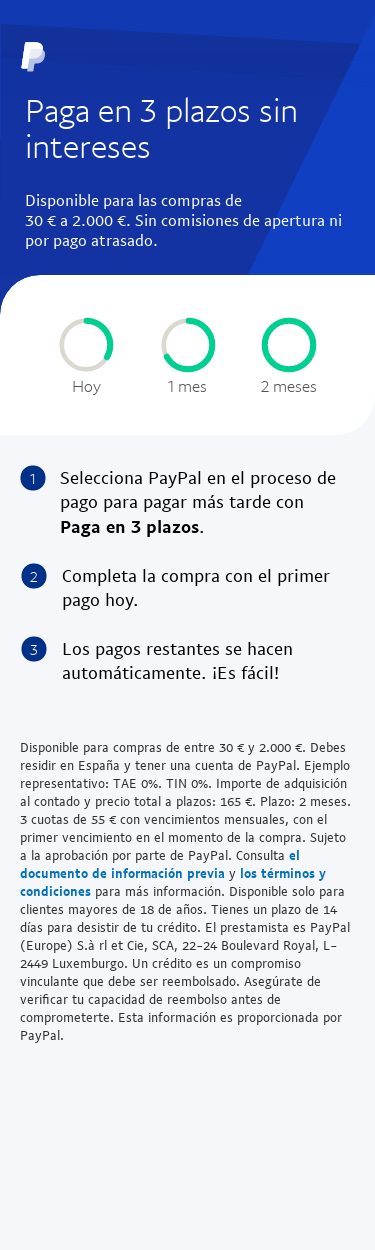 Paga en 3 plazos sin
intereses
Disponible para las compras de
30 € a 2.000 €. Sin comisiones de apertura ni
por pago atrasado.
Hoy 1 mes 2 meses
1 Selecciona PayPal en el proceso de
pago para pagar más tarde con
Paga en 3 plazos.
2 Completa la compra con el primer
pago hoy.
3 Los pagos restantes se hacen
automáticamente. ¡Es fácil!
Disponible para compras de entre 30 € y 2.000 €. Debes
residir en España y tener una cuenta de PayPal. Ejemplo
representativo: TAE 0%. TIN 0%. Importe de adquisición
al contado y precio total a plazos: 165 €. Plazo: 2 meses.
3 cuotas de 55 € con vencimientos mensuales, con el
primer vencimiento en el momento de la compra. Sujeto
a la aprobación por parte de PayPal. Consulta el
documento de información previa y los términos y
condiciones para más información. Disponible solo para
clientes mayores de 18 de años. Tienes un plazo de 14
días para desistir de tu crédito. El prestamista es PayPal
(Europe) S.à rl et Cie, SCA, 22-24 Boulevard Royal, L-
2449 Luxemburgo. Un crédito es un compromiso
vinculante que debe ser reembolsado. Asegúrate de
verificar tu capacidad de reembolso antes de
comprometerte. Esta información es proporcionada por
PayPal.